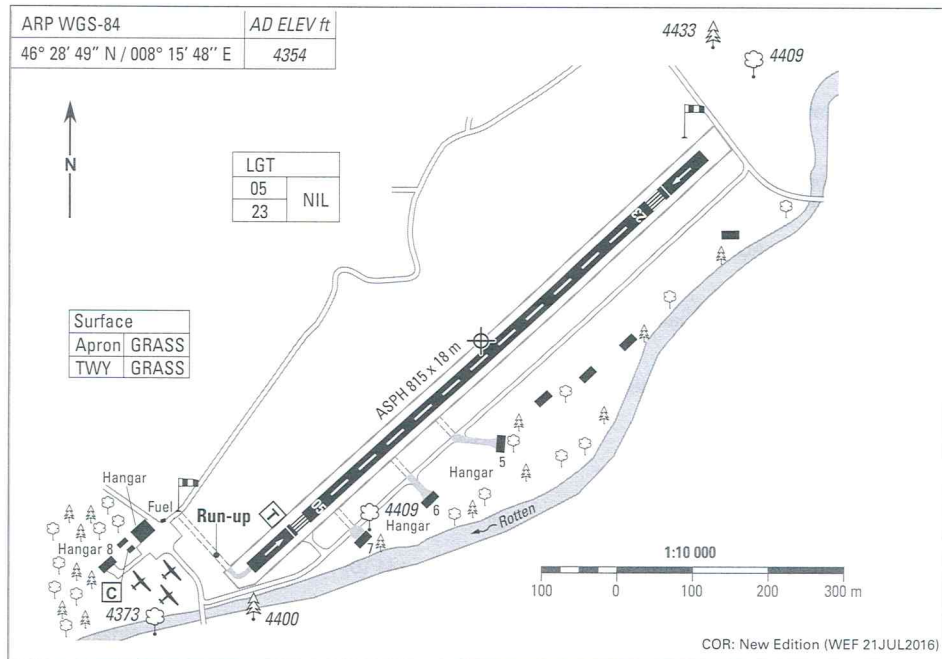 ARP WGS-84
AD ELEV ft
46° 28' 49'' N / 008° 15' 48'' E
4354
4433
4409
N
LGT
05
23
NIL
23
Surface
Apron GRASS
TWY GRASS
ASPH 815 x 18 m
Hangar
5
Hangar
Fuel
Run-up
T
05
4409
6
Hangar
Rotten
7
Hangar 8
C
4373
4400
1:10 000
100 0 100 200 300 m
COR: New Edition (WEF 21JUL2016)